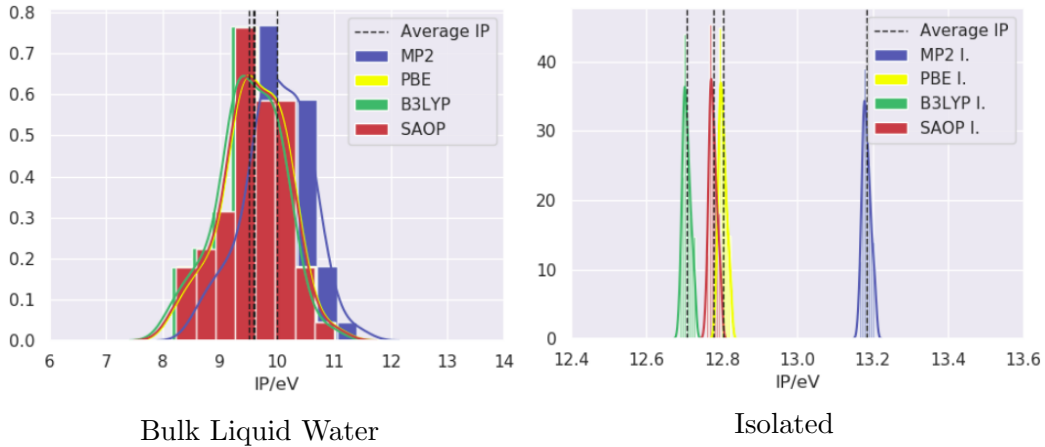 0.8
0.7
0.6
0.5
0.4
0.3
0.2
0.1
0.0
6 7 8 9 10 11 12 13 14
IP/eV
Average IP
MP2
PBE
B3LYP
SAOP
Bulk Liquid Water
40
30
20
10
0
12.4 12.6 12.8 13.0 13.2 13.4 13.6
IP/eV
Average IP
MP2 I.
PBE I.
B3LYP I.
SAOP I.
Isolated